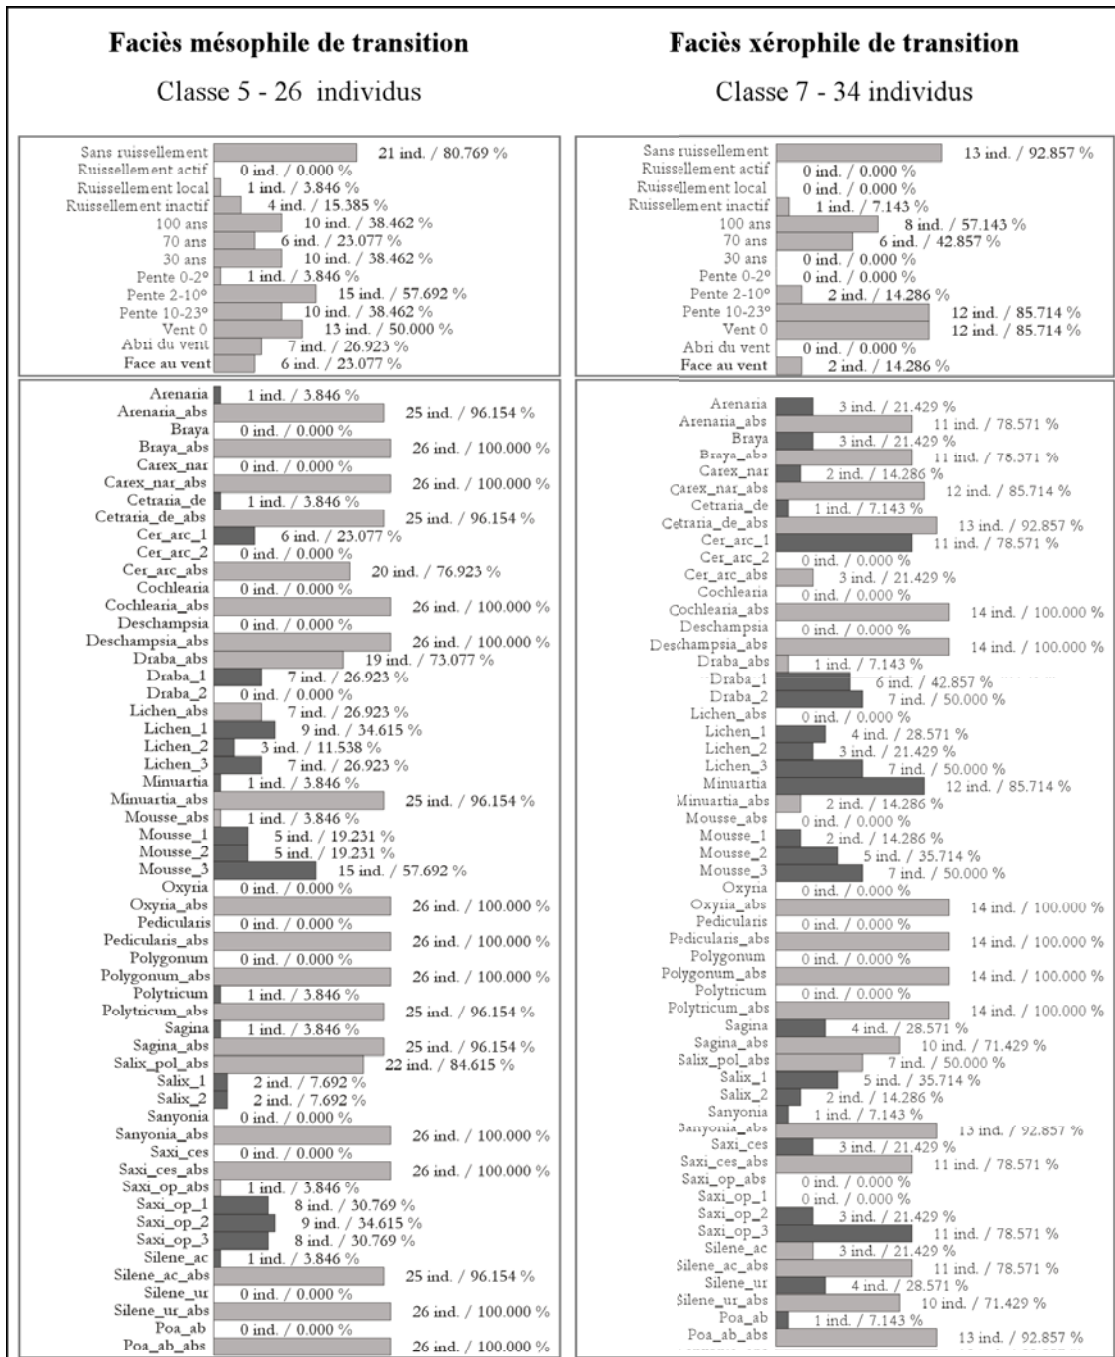 Faciès mésophile de transition
Classe 5 - 26 individus
Sans ruissellement 21 ind. / 80.769 %
Ruissellement actif 0 ind. / 0.000 %
Ruissellement local 1 ind. / 3.846 %
Ruissellement inactif 4 ind. / 15.385 %
100 ans 10 ind. / 38.462 %
70 ans 6 ind. / 23.077 %
30 ans 10 ind. / 38.462 %
Pente 0-2° 1 ind. / 3.846 %
Pente 2-10° 15 ind. / 57.692 %
Pente 10-23° 10 ind. / 38.462 %
Vent 0 13 ind. / 50.000 %
Abri du vent 7 ind. / 26.923 %
Face au vent 6 ind. / 23.077 %
Arenaria 1 ind. / 3.846 %
Arenaria_abs 25 ind. / 96.154 %
Braya 0 ind. / 0.000 %
Braya_abs 26 ind. / 100.000 %
Carex_nar 0 ind. / 0.000 %
Carex_nar_abs 26 ind. / 100.000 %
Cetraria_de 1 ind. / 3.846 %
Cetraria_de_abs 25 ind. / 96.154 %
Cer_arc_1 6 ind. / 23.077 %
Cer_arc_2 0 ind. / 0.000 %
Cer_arc_abs 20 ind. / 76.923 %
Cochlearia 0 ind. / 0.000 %
Cochlearia_abs 26 ind. / 100.000 %
Deschampsia 0 ind. / 0.000 %
Deschampsia_abs 26 ind. / 100.000 %
Draba_abs 19 ind. / 73.077 %
Draba_1 7 ind. / 26.923 %
Draba_2 0 ind. / 0.000 %
Lichen_abs 7 ind. / 26.923 %
Lichen_1 9 ind. / 34.615 %
Lichen_2 3 ind. / 11.538 %
Lichen_3 7 ind. / 26.923 %
Minuartia 1 ind. / 3.846 %
Minuartia_abs 25 ind. / 96.154 %
Mousse_abs 1 ind. / 3.846 %
Mousse_1 5 ind. / 19.231 %
Mousse_2 5 ind. / 19.231 %
Mousse_3 15 ind. / 57.692 %
Oxyria 0 ind. / 0.000 %
Oxyria_abs 26 ind. / 100.000 %
Pedicularis 0 ind. / 0.000 %
Pedicularis_abs 26 ind. / 100.000 %
Polygonum 0 ind. / 0.000 %
Polygonum_abs 26 ind. / 100.000 %
Polytricum 1 ind. / 3.846 %
Polytricum_abs 25 ind. / 96.154 %
Sagina 1 ind. / 3.846 %
Sagina_abs 25 ind. / 96.154 %
Salix_pol_abs 22 ind. / 84.615 %
Salix_1 2 ind. / 7.692 %
Salix_2 2 ind. / 7.692 %
Sanyonia 0 ind. / 0.000 %
Sanyonia_abs 26 ind. / 100.000 %
Saxi_ces 0 ind. / 0.000 %
Saxi_ces_abs 26 ind. / 100.000 %
Saxi_op_abs 1 ind. / 3.846 %
Saxi_op_1 8 ind. / 30.769 %
Saxi_op_2 9 ind. / 34.615 %
Saxi_op_3 8 ind. / 30.769 %
Silene_ac 1 ind. / 3.846 %
Silene_ac_abs 25 ind. / 96.154 %
Silene_ur 0 ind. / 0.000 %
Silene_ur_abs 26 ind. / 100.000 %
Poa_ab 0 ind. / 0.000 %
Poa_ab_abs 26 ind. / 100.000 %
Faciès xérophile de transition
Classe 7 - 34 individus
Sans ruissellement 13 ind. / 92.857 %
Ruissellement actif 0 ind. / 0.000 %
Ruissellement local 0 ind. / 0.000 %
Ruissellement inactif 1 ind. / 7.143 %
100 ans 8 ind. / 57.143 %
70 ans 6 ind. / 42.857 %
30 ans 0 ind. / 0.000 %
Pente 0-2° 0 ind. / 0.000 %
Pente 2-10° 2 ind. / 14.286 %
Pente 10-23° 12 ind. / 85.714 %
Vent 0 12 ind. / 85.714 %
Abri du vent 0 ind. / 0.000 %
Face au vent 2 ind. / 14.286 %
Arenaria 3 ind. / 21.429 %
Arenaria_abs 11 ind. / 78.571 %
Braya 3 ind. / 21.429 %
Braya_abs 11 ind. / 78.571 %
Carex_nar 2 ind. / 14.286 %
Carex_nar_abs 12 ind. / 85.714 %
Cetraria_de 1 ind. / 7.143 %
Cetraria_de_abs 13 ind. / 92.857 %
Cer_arc_1 11 ind. / 78.571 %
Cer_arc_2 0 ind. / 0.000 %
Cer_arc_abs 3 ind. / 21.429 %
Cochlearia 0 ind. / 0.000 %
Cochlearia_abs 14 ind. / 100.000 %
Deschampsia 0 ind. / 0.000 %
Deschampsia_abs 14 ind. / 100.000 %
Draba_abs 1 ind. / 7.143 %
Draba_1 6 ind. / 42.857 %
Draba_2 7 ind. / 50.000 %
Lichen_abs 0 ind. / 0.000 %
Lichen_1 4 ind. / 28.571 %
Lichen_2 3 ind. / 21.429 %
Lichen_3 7 ind. / 50.000 %
Minuartia 12 ind. / 85.714 %
Minuartia_abs 2 ind. / 14.286 %
Mousse_abs 0 ind. / 0.000 %
Mousse_1 2 ind. / 14.286 %
Mousse_2 5 ind. / 35.714 %
Mousse_3 7 ind. / 50.000 %
Oxyria 0 ind. / 0.000 %
Oxyria_abs 14 ind. / 100.000 %
Pedicularis 0 ind. / 0.000 %
Pedicularis_abs 14 ind. / 100.000 %
Polygonum 0 ind. / 0.000 %
Polygonum_abs 14 ind. / 100.000 %
Polytricum 0 ind. / 0.000 %
Polytricum_abs 14 ind. / 100.000 %
Sagina 4 ind. / 28.571 %
Sagina_abs 10 ind. / 71.429 %
Salix_pol_abs 7 ind. / 50.000 %
Salix_1 5 ind. / 35.714 %
Salix_2 2 ind. / 14.286 %
Sanyonia 1 ind. / 7.143 %
Sanyonia_abs 13 ind. / 92.857 %
Saxi_ces 3 ind. / 21.429 %
Saxi_ces_abs 11 ind. / 78.571 %
Saxi_op_abs 0 ind. / 0.000 %
Saxi_op_1 0 ind. / 0.000 %
Saxi_op_2 3 ind. / 21.429 %
Saxi_op_3 11 ind. / 78.571 %
Silene_ac 3 ind. / 21.429 %
Silene_ac_abs 11 ind. / 78.571 %
Silene_ur 4 ind. / 28.571 %
Silene_ur_abs 10 ind. / 71.429 %
Poa_ab 1 ind. / 7.143 %
Poa_ab_abs 13 ind. / 92.857 %